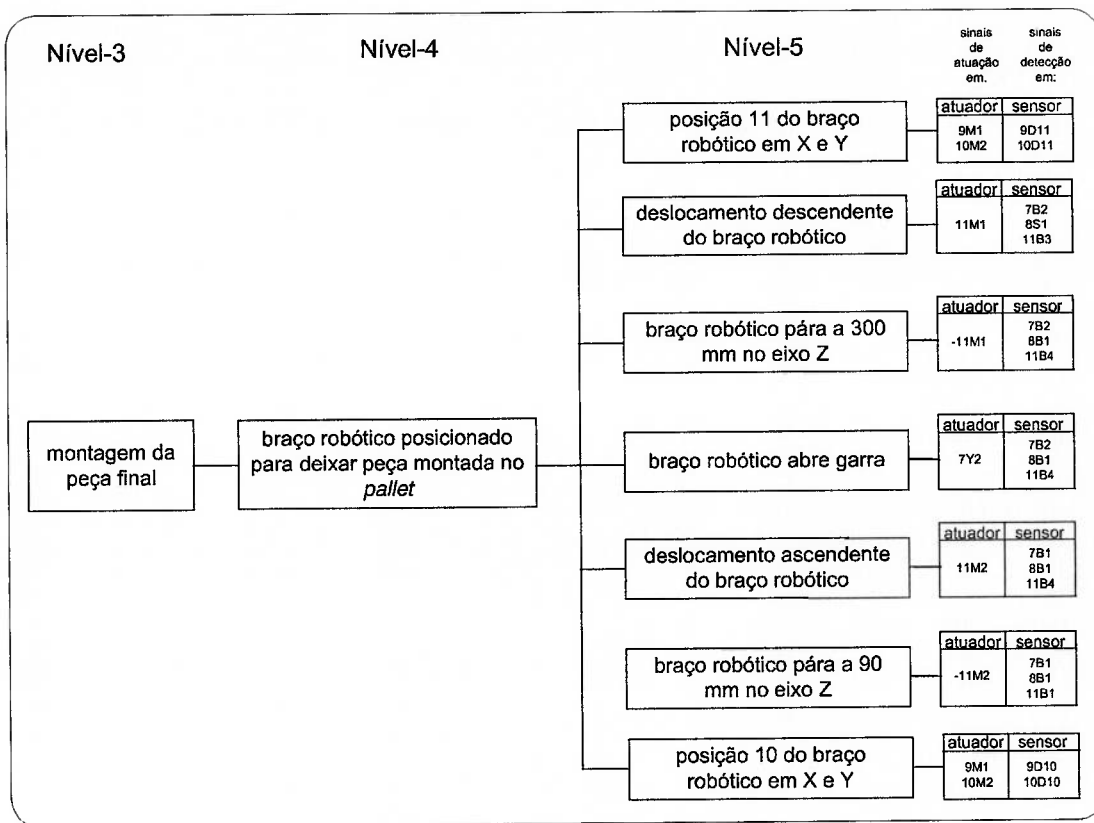 Nível-3
Nível-4
Nível-5
sinais
de
atuação
em.
sinais
de
detecção
em:
posição 11 do braço
robótico em X e Y
atuador sensor
9M1 9D11
10M2 10D11
deslocamento descendente
do braço robótico
atuador sensor
7B2
11M1 8S1
11B3
braço robótico pára a 300
mm no eixo Z
atuador sensor
7B2
-11M1 8B1
11B4
montagem da
peça final
braço robótico posicionado
para deixar peça montada no
pallet
braço robótico abre garra
atuador sensor
7B2
7Y2 8B1
11B4
deslocamento ascendente
do braço robótico
atuador sensor
7B1
11M2 8B1
11B4
braço robótico pára a 90
mm no eixo Z
atuador sensor
7B1
-11M2 8B1
11B1
posição 10 do braço
robótico em X e Y
atuador sensor
9M1 9D10
10M2 10D10